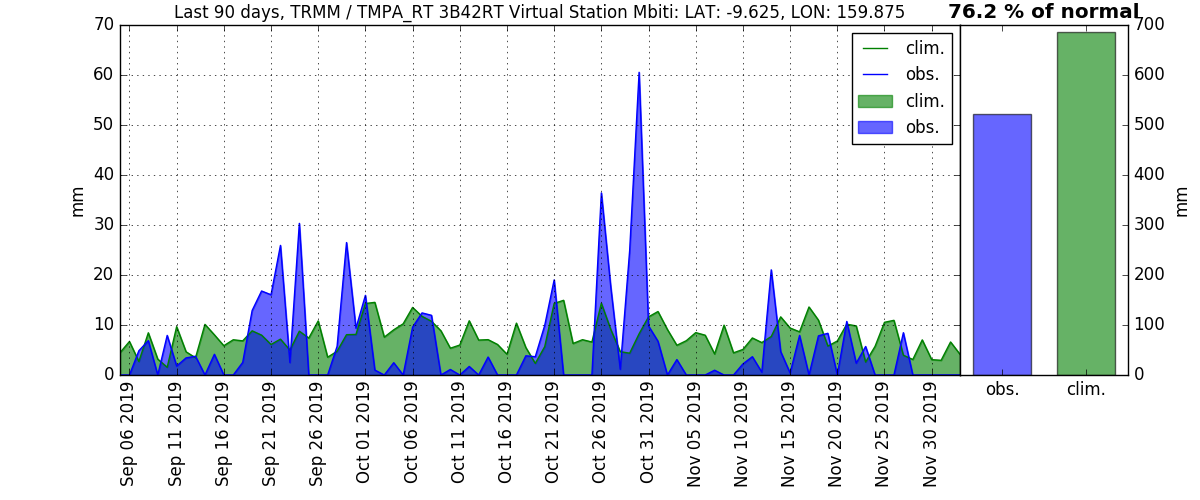 Last 90 days, TRMM / TMPA_RT 3B42RT Virtual Station Mbiti: LAT: -9.625, LON: 159.875
76.2 % of normal
mm
70
60
50
40
30
20
10
0
clim.
obs.
clim.
obs.
700
600
500
400
300
200
100
0
mm
obs.
clim.
Sep 06 2019
Sep 11 2019
Sep 16 2019
Sep 21 2019
Sep 26 2019
Oct 01 2019
Oct 06 2019
Oct 11 2019
Oct 16 2019
Oct 21 2019
Oct 26 2019
Oct 31 2019
Nov 05 2019
Nov 10 2019
Nov 15 2019
Nov 20 2019
Nov 25 2019
Nov 30 2019